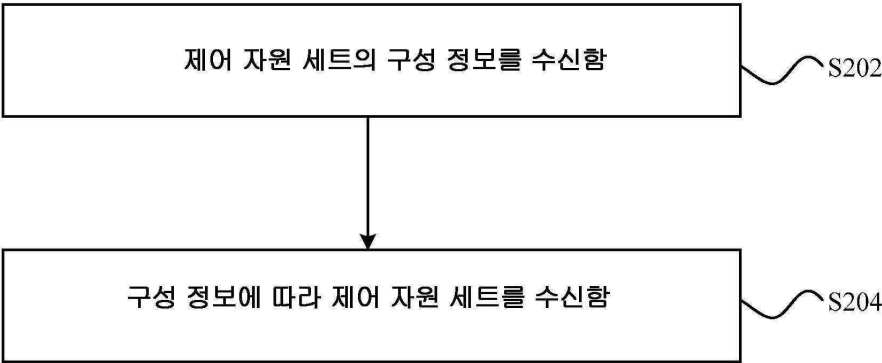 제어 자원 세트의 구성 정보를 수신함
S202
구성 정보에 따라 제어 자원 세트를 수신함
S204